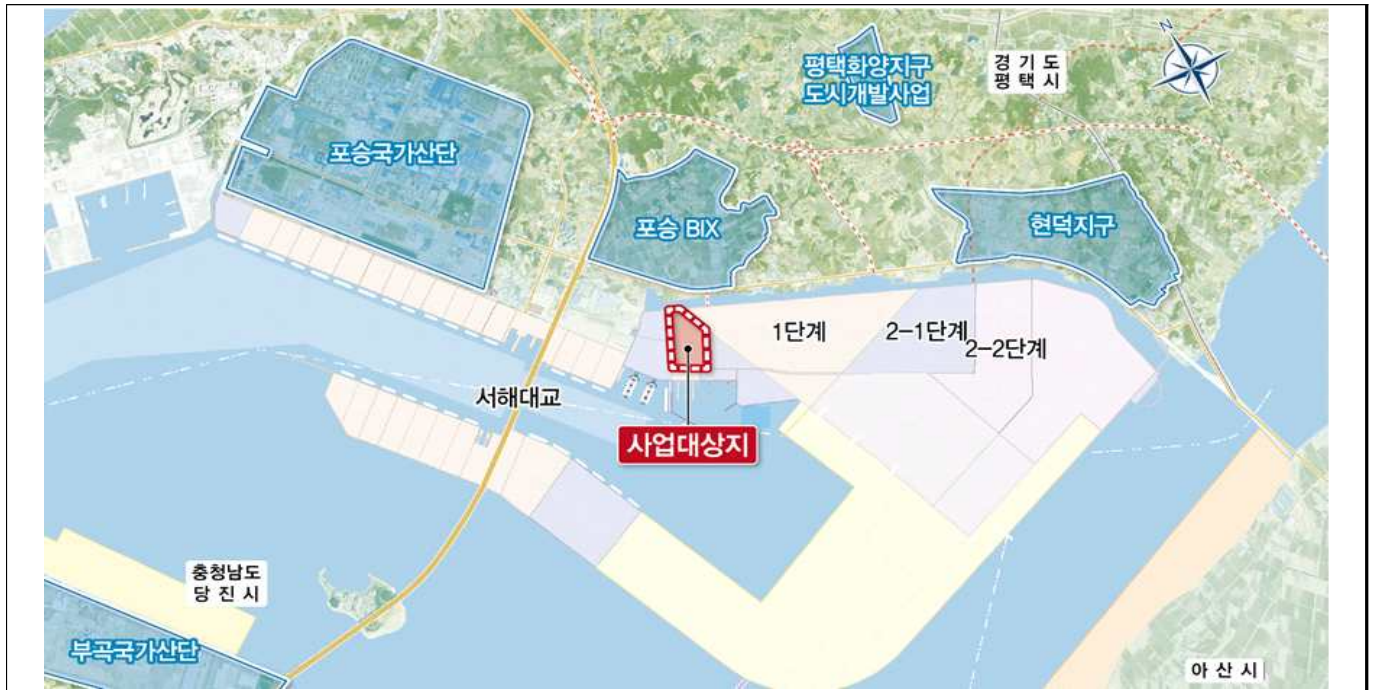 평택화양지구
도시개발사업
경 기 도
평 택 시
N
포승국가산단
포승 BIX
현덕지구
1단계
2-1단계
2-2단계
서해대교
사업대상지
충청남도
당 진 시
부곡국가산단
아 산 시